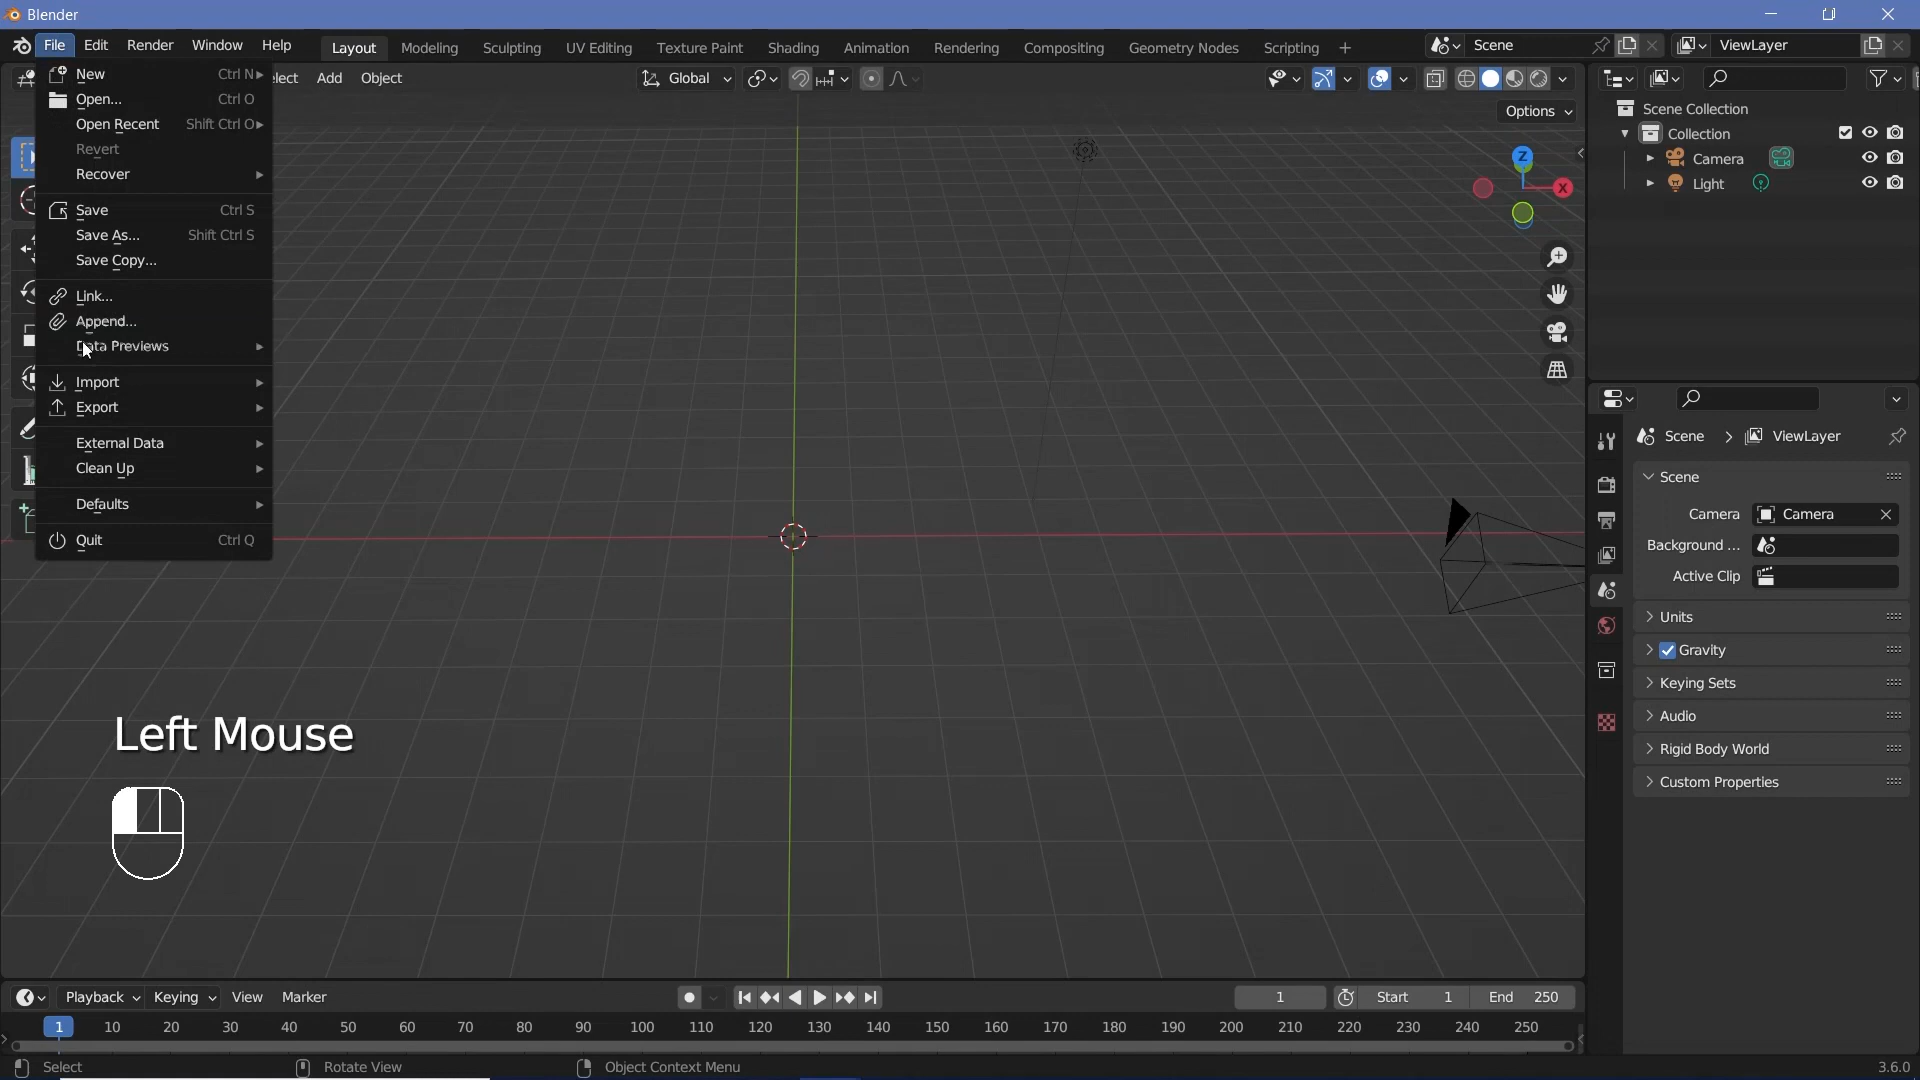 Blender
File Edit Render Window Help
Layout Modeling Sculpting UV Editing Texture Paint Shading Animation Rendering Compositing Geometry Nodes Scripting +
Scene
ViewLayer
lect Add Object
Global
Options
New Ctrl N
Open... Ctrl O
Open Recent Shift Ctrl O
Revert
Recover
Save Ctrl S
Save As... Shift Ctrl S
Save Copy...
Link...
Append...
Data Previews
Import
Export
External Data
Clean Up
Defaults
Quit Ctrl Q
Z
X
Scene Collection
Collection
Camera
Light
Scene > ViewLayer
Scene
Camera Camera
Background ...
Active Clip
Units
Gravity
Keying Sets
Audio
Rigid Body World
Custom Properties
Left Mouse
Playback Keying View Marker
1 Start 1 End 250
1 10 20 30 40 50 60 70 80 90 100 110 120 130 140 150 160 170 180 190 200 210 220 230 240 250
Select Rotate View Object Context Menu 3.6.0